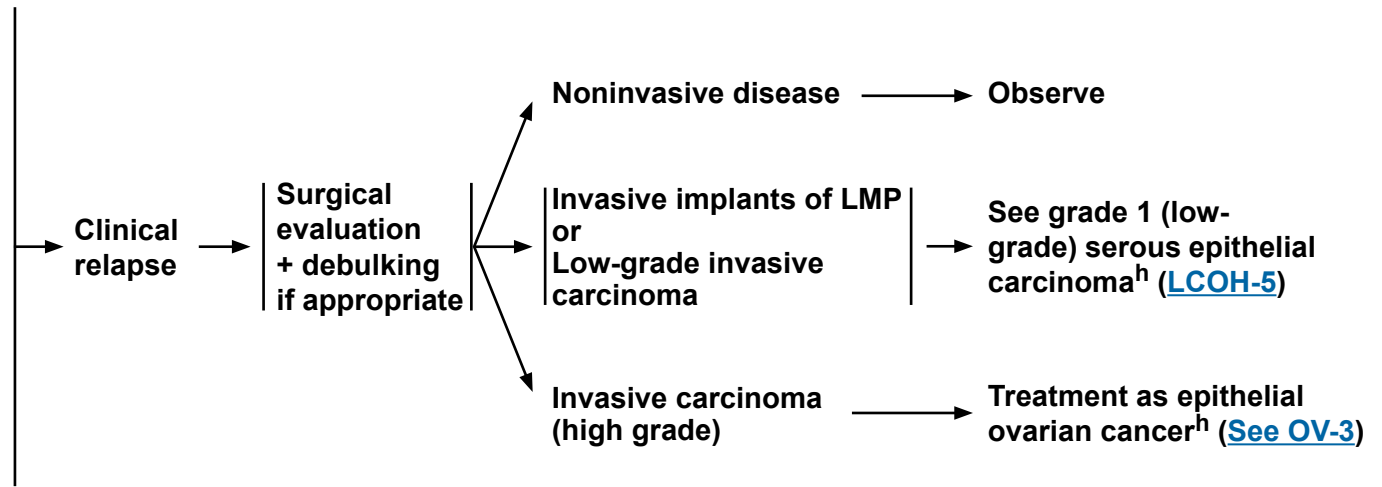 Clinical
relapse
Surgical
evaluation
+ debulking
if appropriate
Noninvasive disease
Observe
Invasive implants of LMP
or
Low-grade invasive
carcinoma
See grade 1 (low-
grade) serous epithelial
carcinomaʰ (LCOH-5)
Invasive carcinoma
(high grade)
Treatment as epithelial
ovarian cancerʰ (See OV-3)